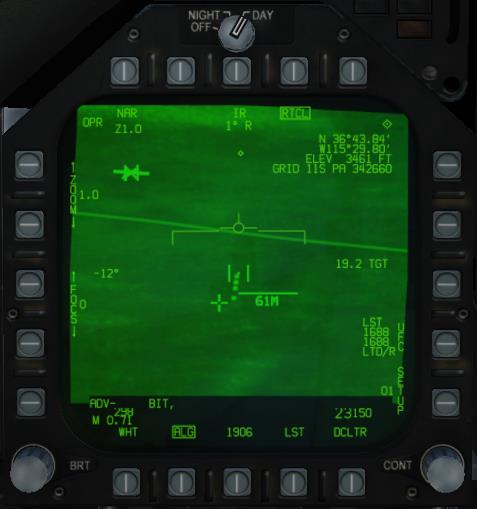 NIGHT DAY
OFF
NAR IR RTCL
OPR Z1.0 1° R
N 36°43.84'
W115°29.80'
ELEV 3461 FT
GRID 11S PA 342660
ZOOM 1.0
19.2 TGT
-12°
FOCUS 0
61M
LST
1688
1688
LTD/R
UFC SETUP
01
ADV- BIT,
298 23150
M 0.71
WHT ALG 1906 LST DCLTR
BRT CONT